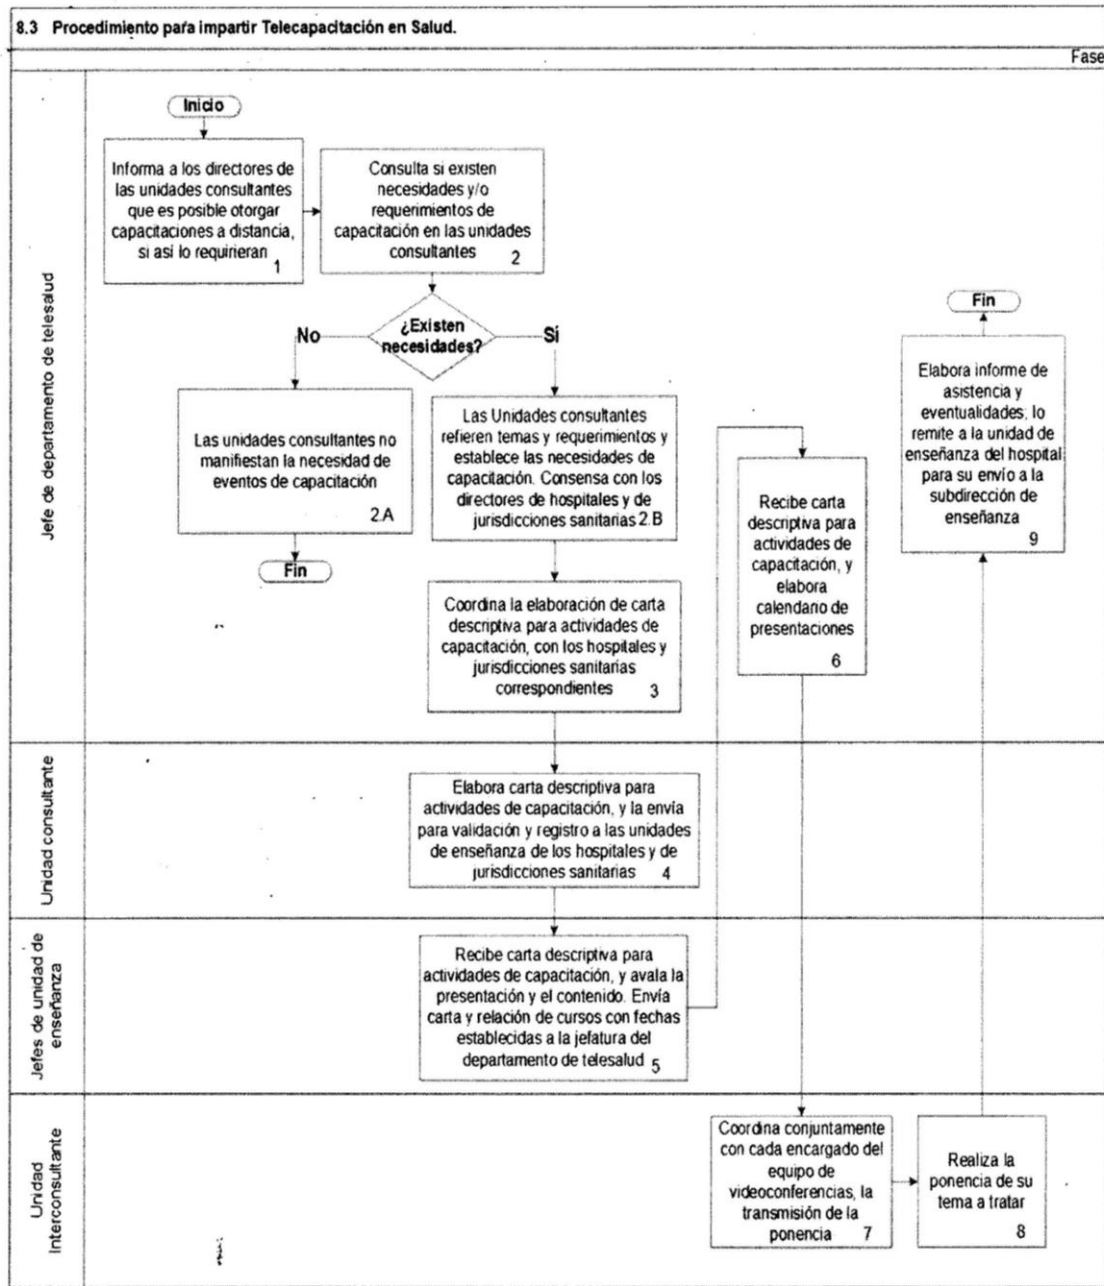 8.3 Procedimiento para impartir Telecapacitación en Salud.
Fase
Jefe de departamento de telesalud
Inicio
Informa a los directores de
las unidades consultantes
que es posible otorgar
capacitaciones a distancia,
si así lo requirieran
1
Consulta si existen
necesidades y/o
requerimientos de
capacitación en las unidades
consultantes
2
¿Existen
necesidades?
No
Sí
Las unidades consultantes no
manifiestan la necesidad de
eventos de capacitación
2.A
Fin
Las Unidades consultantes
refieren temas y requerimientos y
establece las necesidades de
capacitación. Consensa con los
directores de hospitales y de
jurisdicciones sanitarias 2.B
Coordina la elaboración de carta
descriptiva para actividades de
capacitación, con los hospitales y
jurisdicciones sanitarias
correspondientes 3
Recibe carta
descriptiva para
actividades de
capacitación, y
elabora
calendario de
presentaciones
6
Fin
Elabora informe de
asistencia y
eventualidades; lo
remite a la unidad de
enseñanza del hospital
para su envío a la
subdirección de
enseñanza
9
Unidad consultante
Elabora carta descriptiva para
actividades de capacitación, y la envía
para validación y registro a las unidades
de enseñanza de los hospitales y de
jurisdicciones sanitarias 4
Jefes de unidad de
enseñanza
Recibe carta descriptiva para
actividades de capacitación, y avala la
presentación y el contenido. Envía
carta y relación de cursos con fechas
establecidas a la jefatura del
departamento de telesalud 5
Unidad
Interconsultante
Coordina conjuntamente
con cada encargado del
equipo de
videoconferencias, la
transmisión de la
ponencia 7
Realiza la
ponencia de su
tema a tratar
8